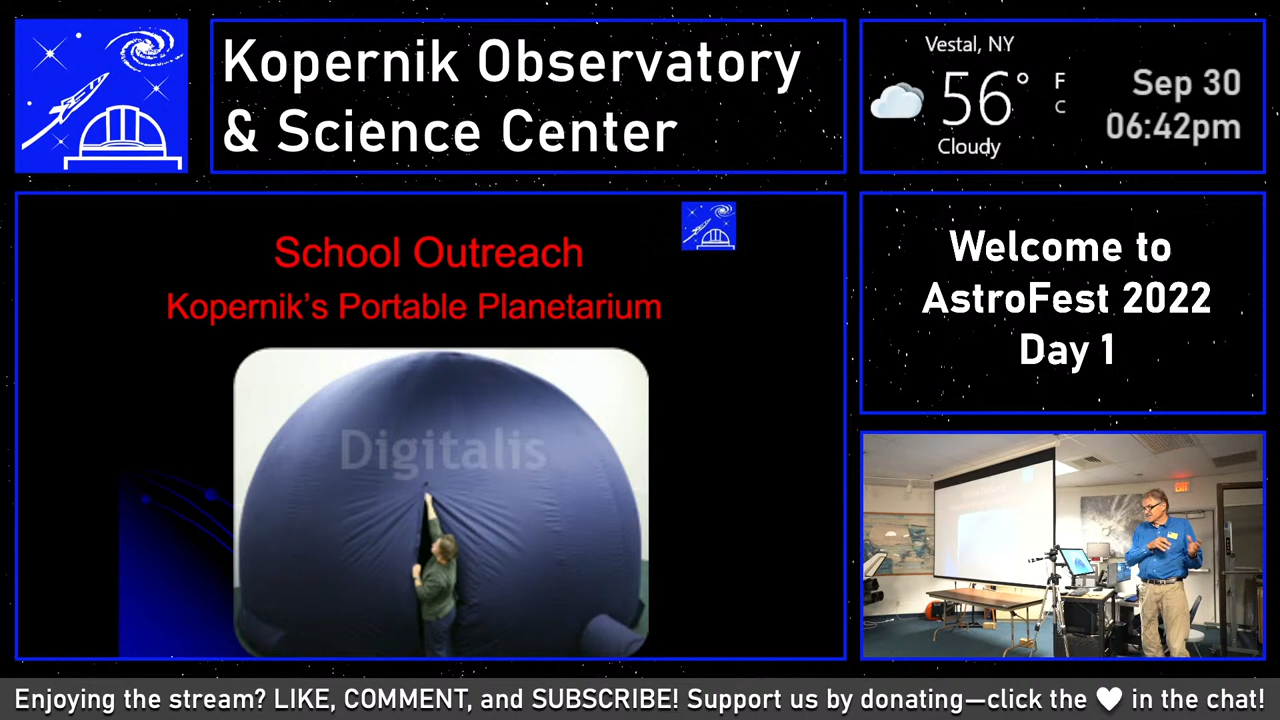 Kopernik Observatory
& Science Center
Vestal, NY
56°
F
C
Cloudy
Sep 30
06:42pm
School Outreach
Kopernik's Portable Planetarium
Digitalis
Welcome to
AstroFest 2022
Day 1
EXIT
Enjoying the stream? LIKE, COMMENT, and SUBSCRIBE! Support us by donating—click the ♥ in the chat!